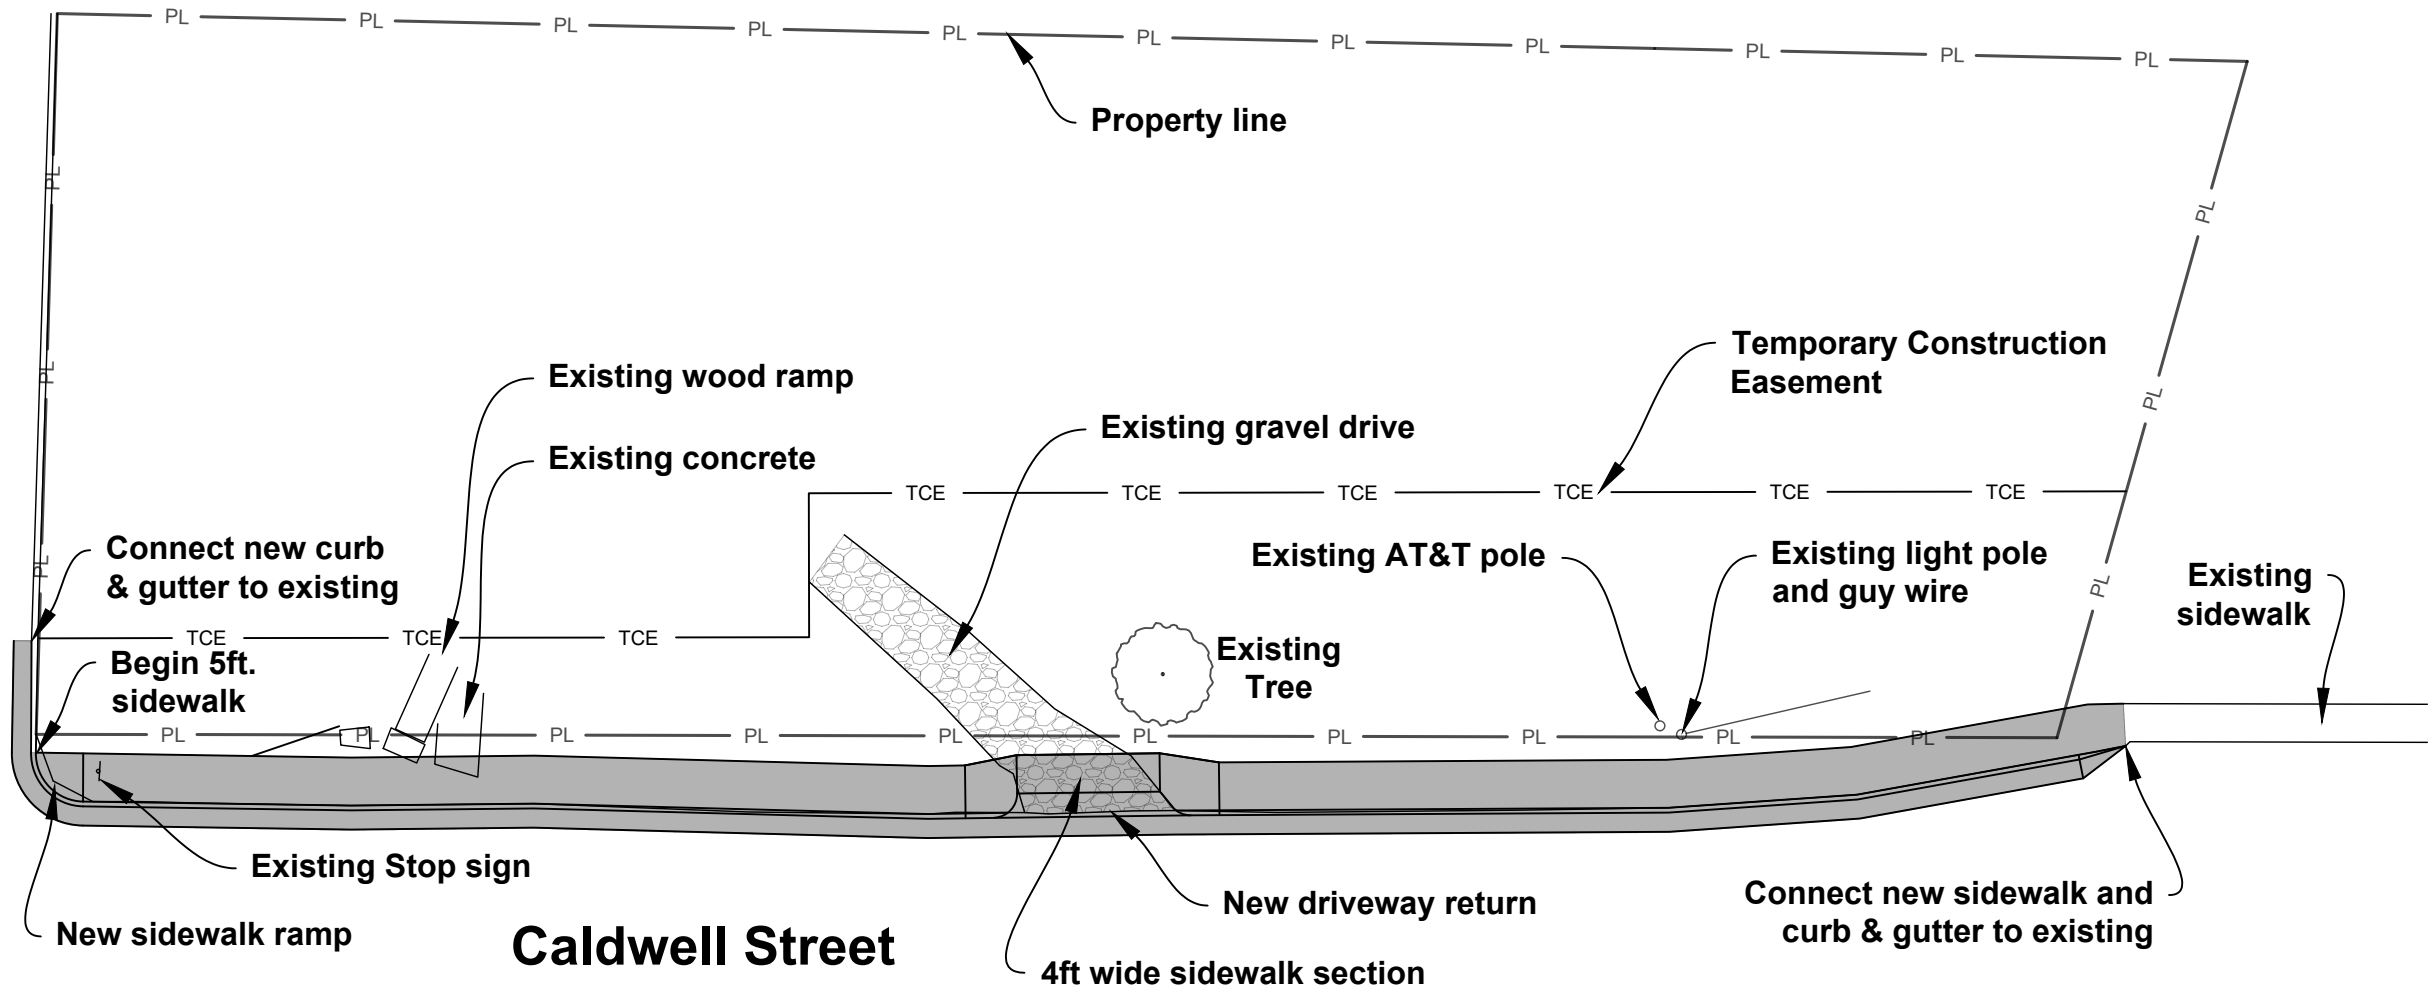 PL PL PL PL PL PL PL PL PL PL PL
Property line
PL
PL
PL
PL
PL
PL
PL
Temporary Construction
Easement
Existing wood ramp
Existing gravel drive
Existing concrete
TCE TCE TCE TCE TCE TCE
Connect new curb
& gutter to existing
Existing AT&T pole
Existing light pole
and guy wire
Existing
sidewalk
TCE TCE TCE
Begin 5ft.
sidewalk
Existing
Tree
PL PL PL PL PL PL PL PL PL PL
Existing Stop sign
New sidewalk ramp
Caldwell Street
New driveway return
4ft wide sidewalk section
Connect new sidewalk and
curb & gutter to existing